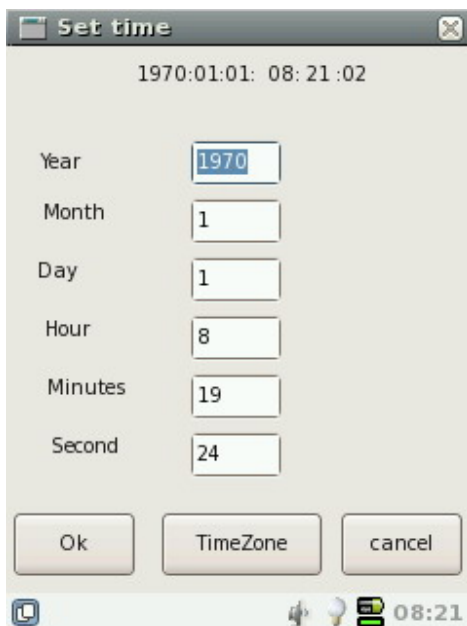 Set time
1970:01:01: 08:21:02
Year 1970
Month 1
Day 1
Hour 8
Minutes 19
Second 24
Ok TimeZone cancel
08:21